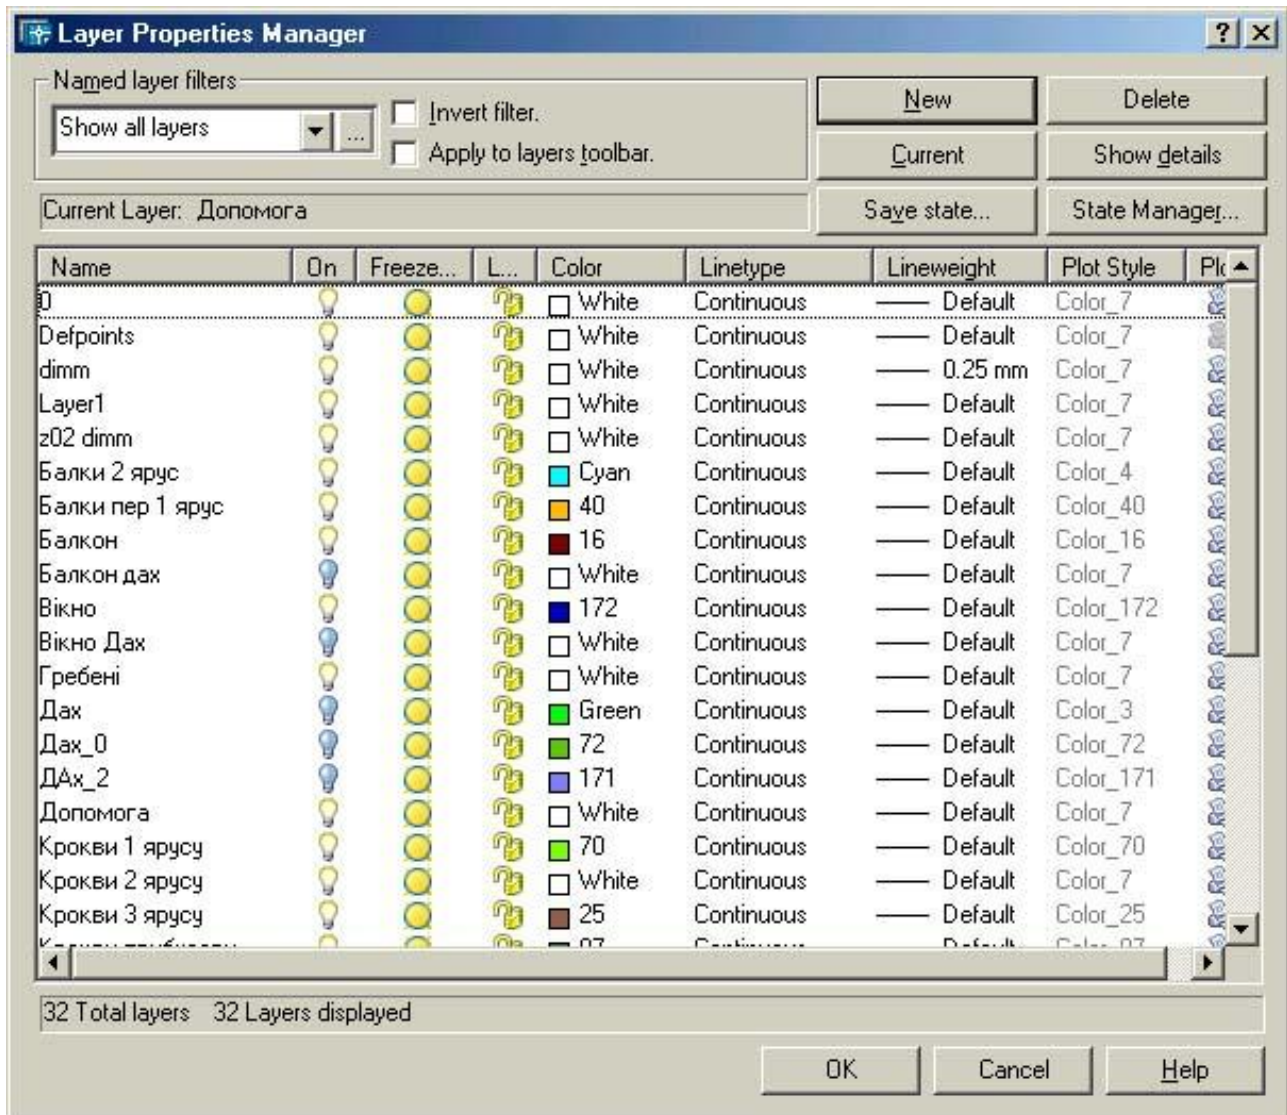 Layer Properties Manager
Named layer filters
Show all layers
...
Invert filter.
Apply to layers toolbar.
New
Delete
Current
Show details
Save state...
State Manager...
Current Layer: Допомога
Name On Freeze... L... Color Linetype Lineweight Plot Style
0 White Continuous Default Color_7
Defpoints White Continuous Default Color_7
dimm White Continuous 0.25 mm Color_7
Layer1 White Continuous Default Color_7
z02 dimm White Continuous Default Color_7
Балки 2 ярус Cyan Continuous Default Color_4
Балки пер 1 ярус 40 Continuous Default Color_40
Балкон 16 Continuous Default Color_16
Балкон дах White Continuous Default Color_7
Вікно 172 Continuous Default Color_172
Вікно Дах White Continuous Default Color_7
Гребені White Continuous Default Color_7
Дах Green Continuous Default Color_3
Дах_0 72 Continuous Default Color_72
ДАх_2 171 Continuous Default Color_171
Допомога White Continuous Default Color_7
Крокви 1 ярусу 70 Continuous Default Color_70
Крокви 2 ярусу White Continuous Default Color_7
Крокви 3 ярусу 25 Continuous Default Color_25
32 Total layers 32 Layers displayed
OK
Cancel
Help